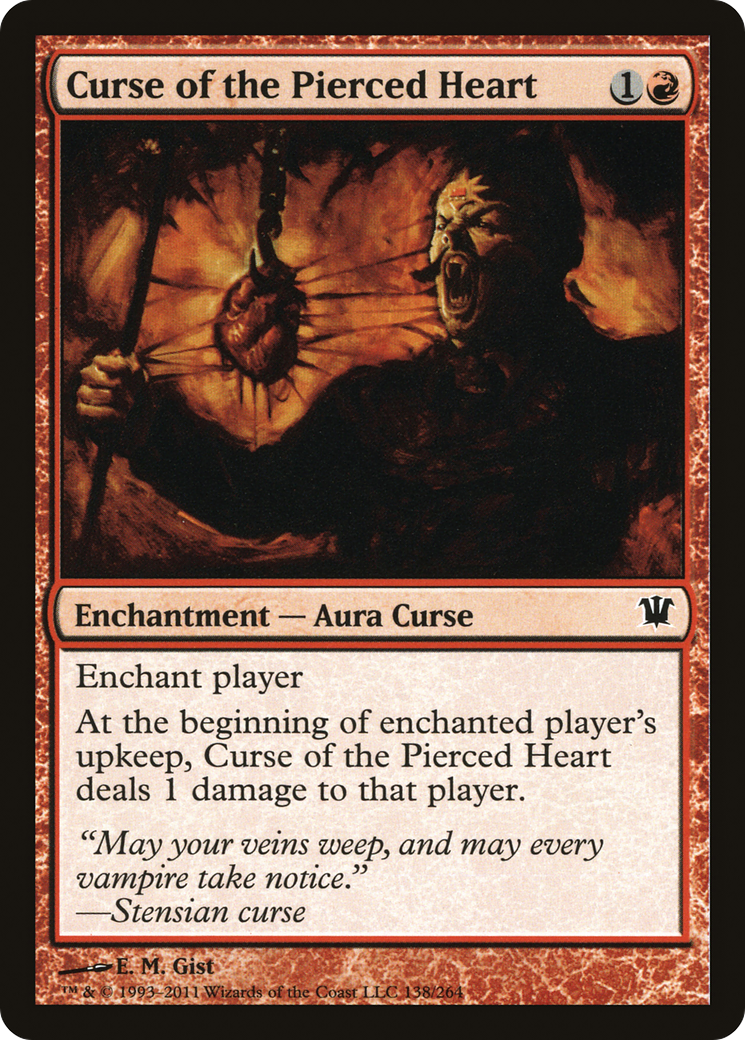 Curse of the Pierced Heart 1
Enchantment — Aura Curse
Enchant player
At the beginning of enchanted player's
upkeep, Curse of the Pierced Heart
deals 1 damage to that player.
“May your veins weep, and may every
vampire take notice.”
—Stensian curse
E. M. Gist
™ & © 1993–2011 Wizards of the Coast LLC 138/264